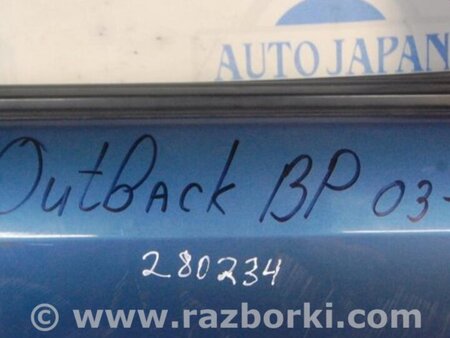 AUTO JAPAN
Outback BP 03-
280234
© www.razborki.com